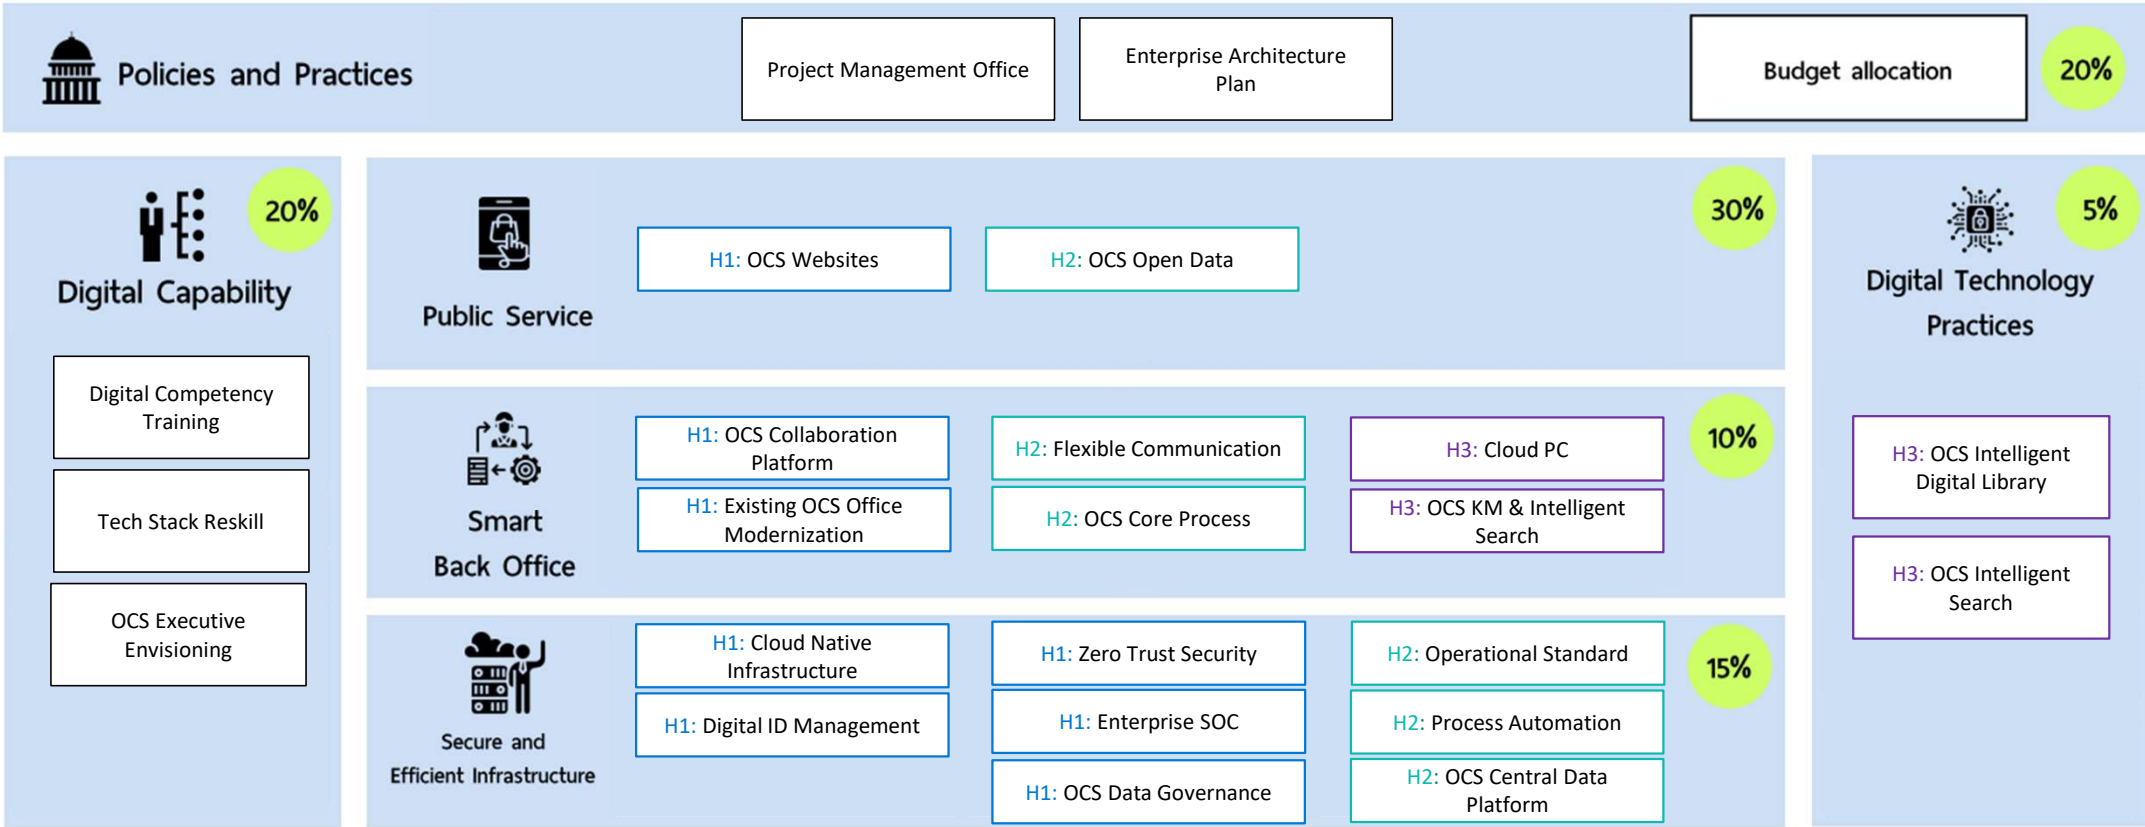 Policies and Practices
Project Management Office
Enterprise Architecture
Plan
Budget allocation
20%
20%
Digital Capability
Digital Competency
Training
Tech Stack Reskill
OCS Executive
Envisioning
Public Service
H1: OCS Websites
H2: OCS Open Data
30%
Smart
Back Office
H1: OCS Collaboration
Platform
H2: Flexible Communication
H3: Cloud PC
H1: Existing OCS Office
Modernization
H2: OCS Core Process
H3: OCS KM & Intelligent
Search
10%
Secure and
Efficient Infrastructure
H1: Cloud Native
Infrastructure
H1: Zero Trust Security
H2: Operational Standard
H1: Digital ID Management
H1: Enterprise SOC
H2: Process Automation
H1: OCS Data Governance
H2: OCS Central Data
Platform
15%
5%
Digital Technology
Practices
H3: OCS Intelligent
Digital Library
H3: OCS Intelligent
Search